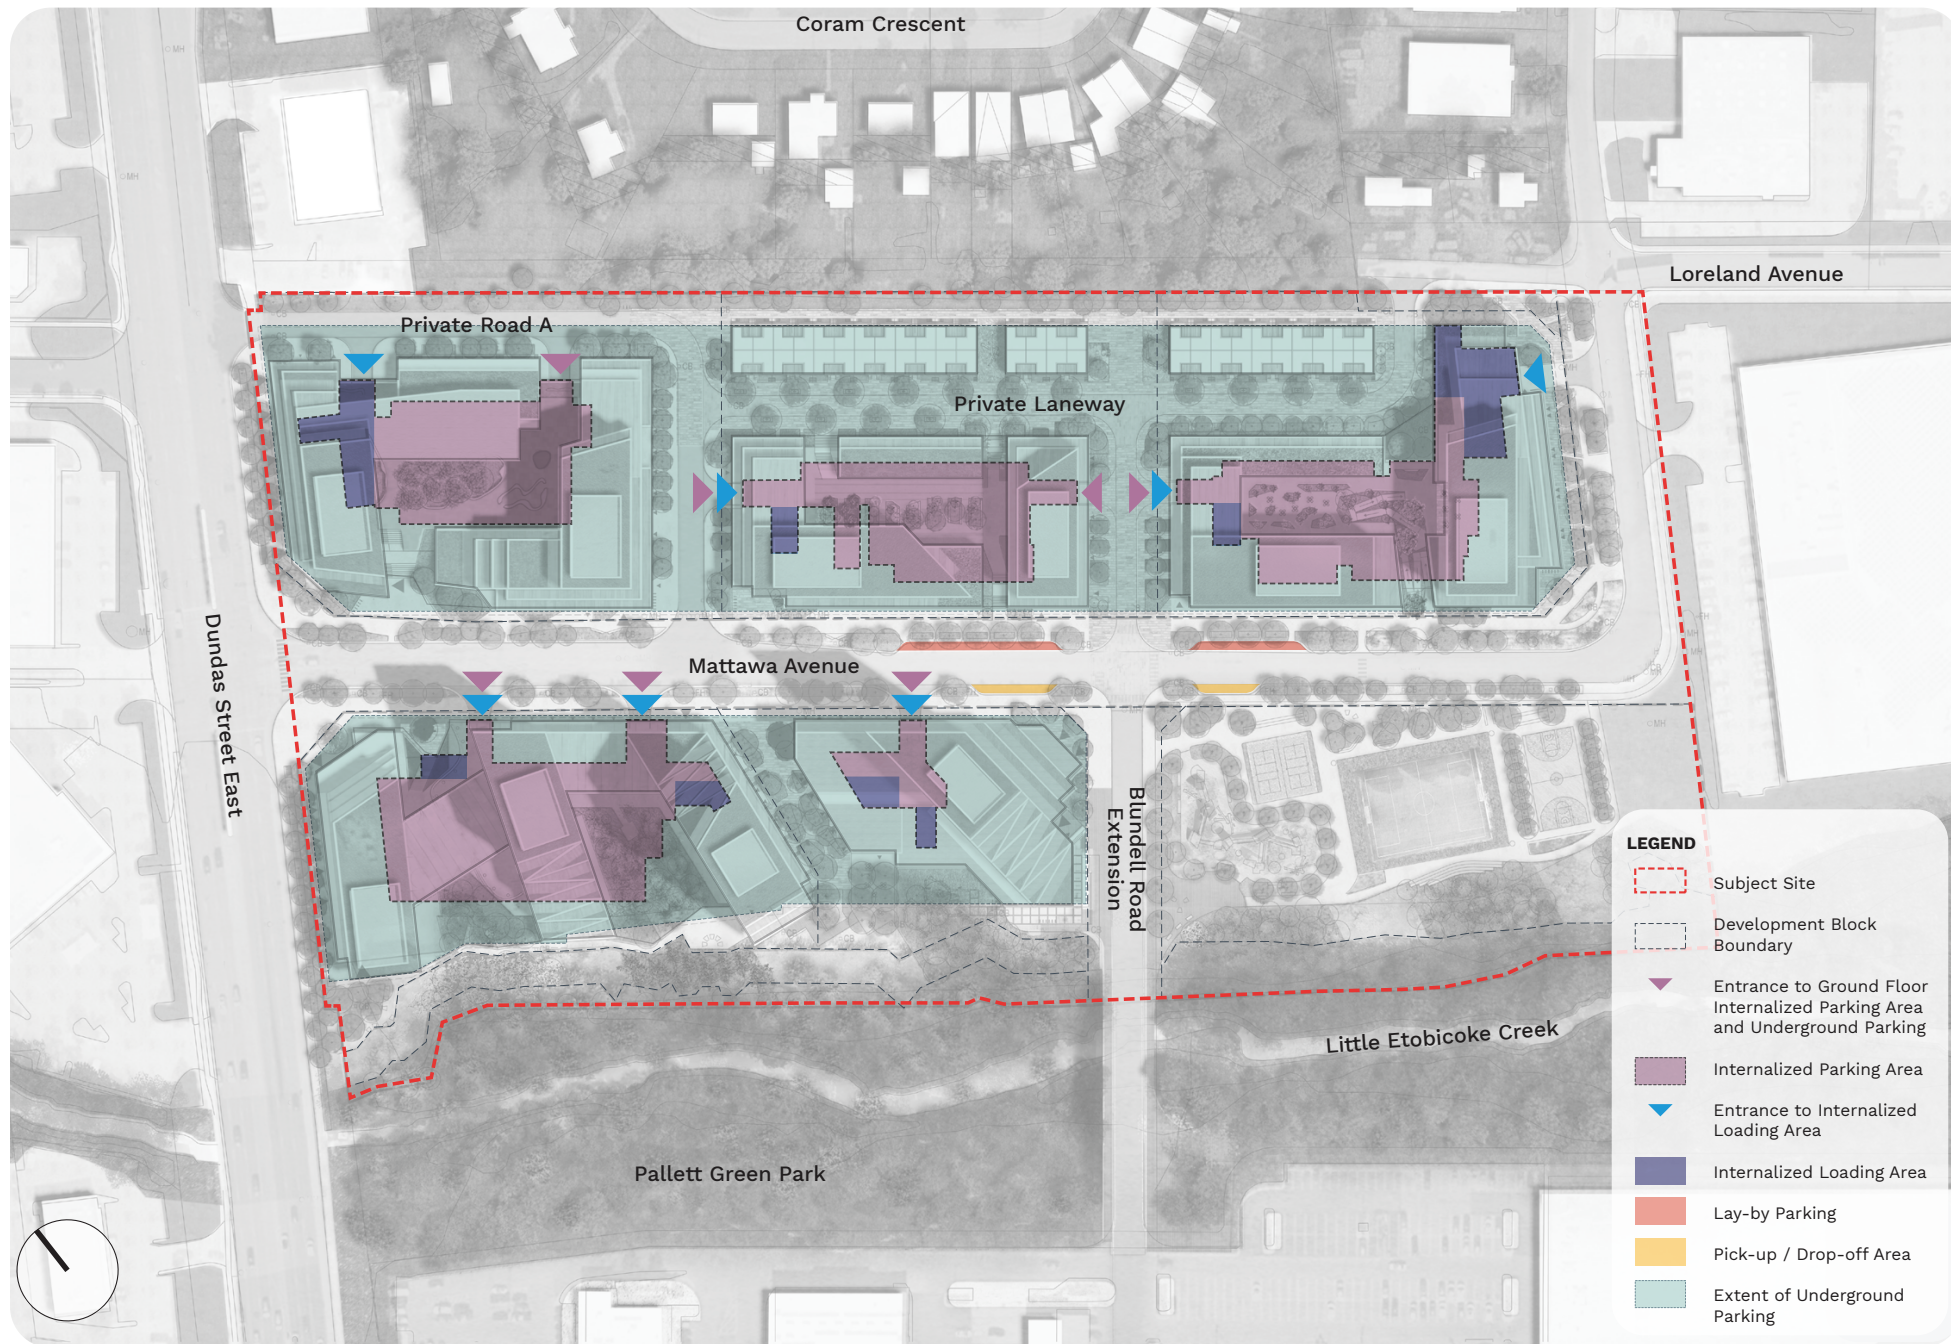 Coram Crescent
MH
MH
Loreland Avenue
Private Road A
Private Laneway
Mattawa Avenue
Dundas Street East
Blundell Road
Extension
Little Etobicoke Creek
Pallett Green Park
LEGEND
Subject Site
Development Block
Boundary
Entrance to Ground Floor
Internalized Parking Area
and Underground Parking
Internalized Parking Area
Entrance to Internalized
Loading Area
Internalized Loading Area
Lay-by Parking
Pick-up / Drop-off Area
Extent of Underground
Parking